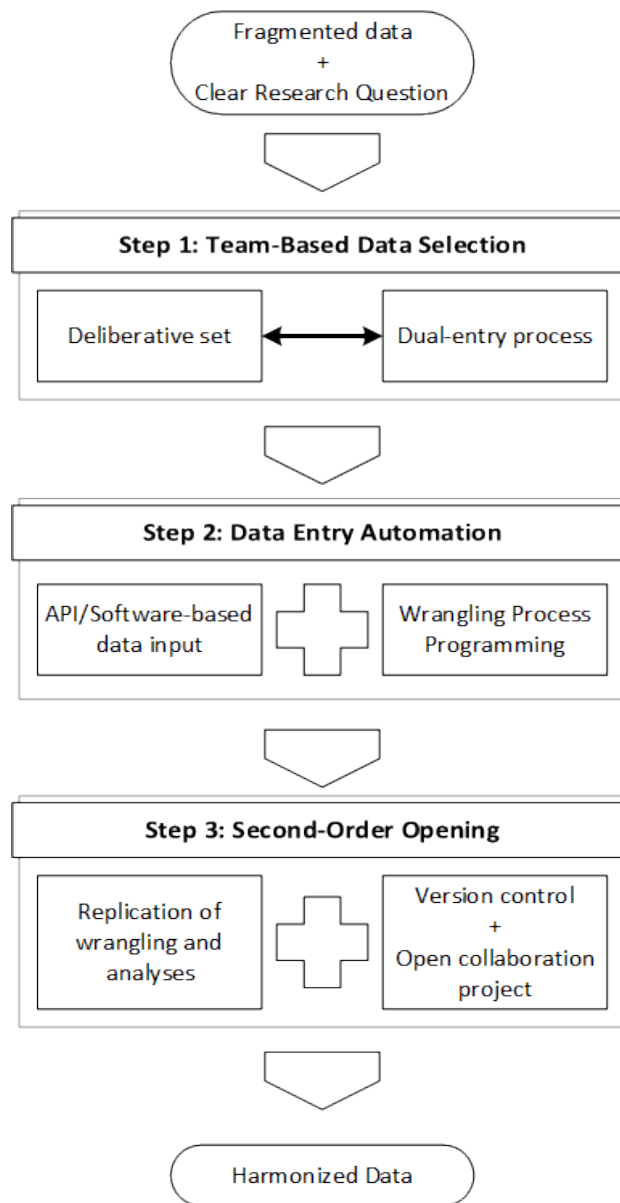 Fragmented data
+
Clear Research Question
Step 1: Team-Based Data Selection
Deliberative set
Dual-entry process
Step 2: Data Entry Automation
API/Software-based
data input
Wrangling Process
Programming
Step 3: Second-Order Opening
Replication of
wrangling and
analyses
Version control
+
Open collaboration
project
Harmonized Data